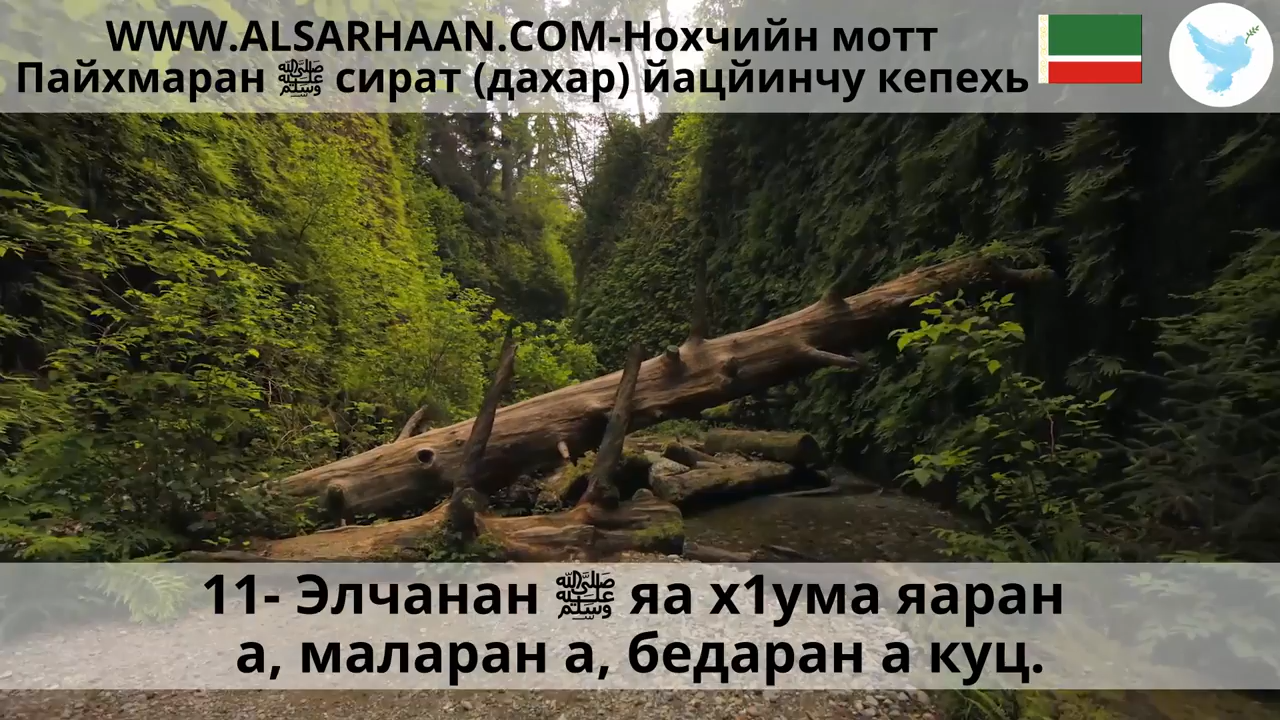 WWW.ALSARHAAN.COM-Нохчийн мотт
Пайхмаран ﷺ сират (дахар) йацйинчу кепехь
11- Элчанан ﷺ яа х1ума яаран
а, маларан а, бедаран а куц.